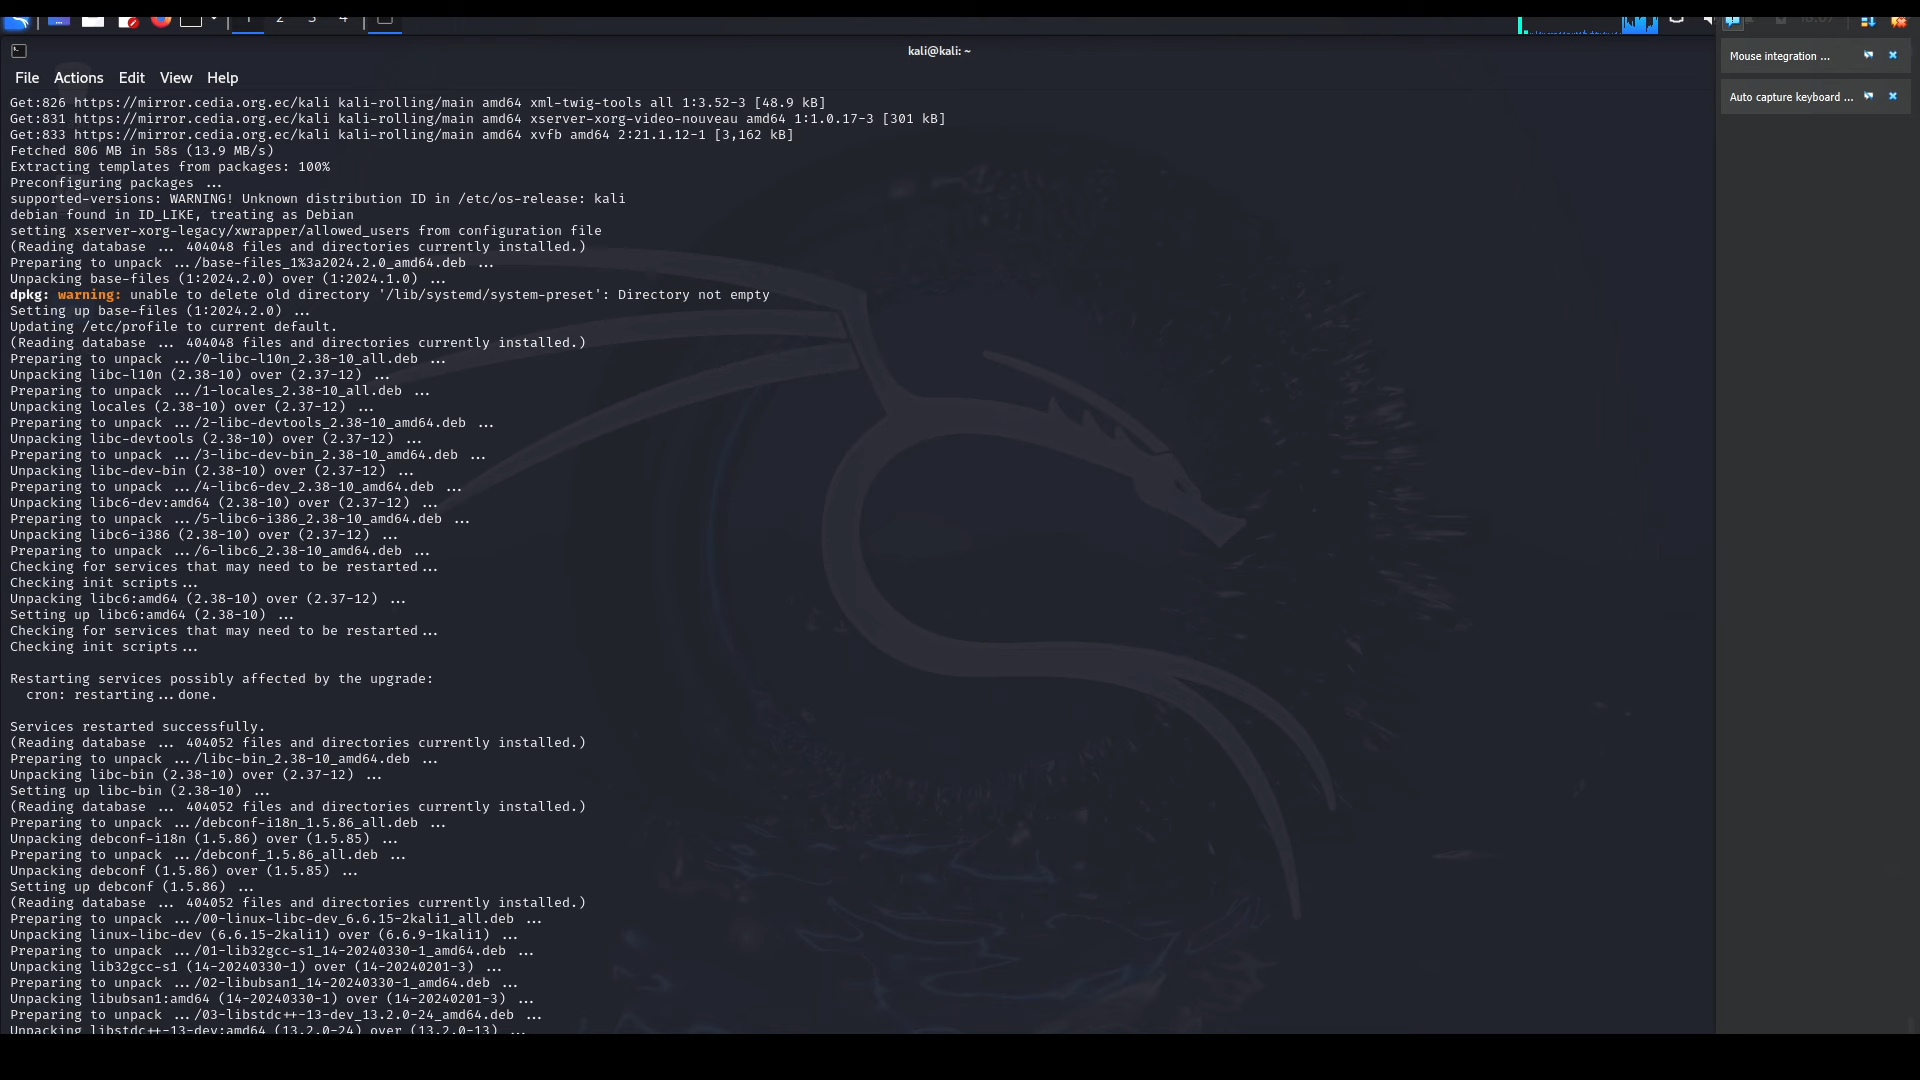 1 2 3 4
kali@kali: ~
Mouse integration ...
File Actions Edit View Help
Auto capture keyboard ...
Get:826 https://mirror.cedia.org.ec/kali kali-rolling/main amd64 xml-twig-tools all 1:3.52-3 [48.9 kB]
Get:831 https://mirror.cedia.org.ec/kali kali-rolling/main amd64 xserver-xorg-video-nouveau amd64 1:1.0.17-3 [301 kB]
Get:833 https://mirror.cedia.org.ec/kali kali-rolling/main amd64 xvfb amd64 2:21.1.12-1 [3,162 kB]
Fetched 806 MB in 58s (13.9 MB/s)
Extracting templates from packages: 100%
Preconfiguring packages ...
supported-versions: WARNING! Unknown distribution ID in /etc/os-release: kali
debian found in ID_LIKE, treating as Debian
setting xserver-xorg-legacy/xwrapper/allowed_users from configuration file
(Reading database ... 404048 files and directories currently installed.)
Preparing to unpack .../base-files_1%3a2024.2.0_amd64.deb ...
Unpacking base-files (1:2024.2.0) over (1:2024.1.0) ...
dpkg: warning: unable to delete old directory '/lib/systemd/system-preset': Directory not empty
Setting up base-files (1:2024.2.0) ...
Updating /etc/profile to current default.
(Reading database ... 404048 files and directories currently installed.)
Preparing to unpack .../0-libc-l10n_2.38-10_all.deb ...
Unpacking libc-l10n (2.38-10) over (2.37-12) ...
Preparing to unpack .../1-locales_2.38-10_all.deb ...
Unpacking locales (2.38-10) over (2.37-12) ...
Preparing to unpack .../2-libc-devtools_2.38-10_amd64.deb ...
Unpacking libc-devtools (2.38-10) over (2.37-12) ...
Preparing to unpack .../3-libc-dev-bin_2.38-10_amd64.deb ...
Unpacking libc-dev-bin (2.38-10) over (2.37-12) ...
Preparing to unpack .../4-libc6-dev_2.38-10_amd64.deb ...
Unpacking libc6-dev:amd64 (2.38-10) over (2.37-12) ...
Preparing to unpack .../5-libc6-i386_2.38-10_amd64.deb ...
Unpacking libc6-i386 (2.38-10) over (2.37-12) ...
Preparing to unpack .../6-libc6_2.38-10_amd64.deb ...
Checking for services that may need to be restarted...
Checking init scripts...
Unpacking libc6:amd64 (2.38-10) over (2.37-12) ...
Setting up libc6:amd64 (2.38-10) ...
Checking for services that may need to be restarted...
Checking init scripts...
Restarting services possibly affected by the upgrade:
cron: restarting...done.
Services restarted successfully.
(Reading database ... 404052 files and directories currently installed.)
Preparing to unpack .../libc-bin_2.38-10_amd64.deb ...
Unpacking libc-bin (2.38-10) over (2.37-12) ...
Setting up libc-bin (2.38-10) ...
(Reading database ... 404052 files and directories currently installed.)
Preparing to unpack .../debconf-i18n_1.5.86_all.deb ...
Unpacking debconf-i18n (1.5.86) over (1.5.85) ...
Preparing to unpack .../debconf_1.5.86_all.deb ...
Unpacking debconf (1.5.86) over (1.5.85) ...
Setting up debconf (1.5.86) ...
(Reading database ... 404052 files and directories currently installed.)
Preparing to unpack .../00-linux-libc-dev_6.6.15-2kali1_all.deb ...
Unpacking linux-libc-dev (6.6.15-2kali1) over (6.6.9-1kali1) ...
Preparing to unpack .../01-lib32gcc-s1_14-20240330-1_amd64.deb ...
Unpacking lib32gcc-s1 (14-20240330-1) over (14-20240201-3) ...
Preparing to unpack .../02-libubsan1_14-20240330-1_amd64.deb ...
Unpacking libubsan1:amd64 (14-20240330-1) over (14-20240201-3) ...
Preparing to unpack .../03-libstdc++-13-dev_13.2.0-24_amd64.deb ...
Unpacking libstdc++-13-dev:amd64 (13.2.0-24) over (13.2.0-13) ...